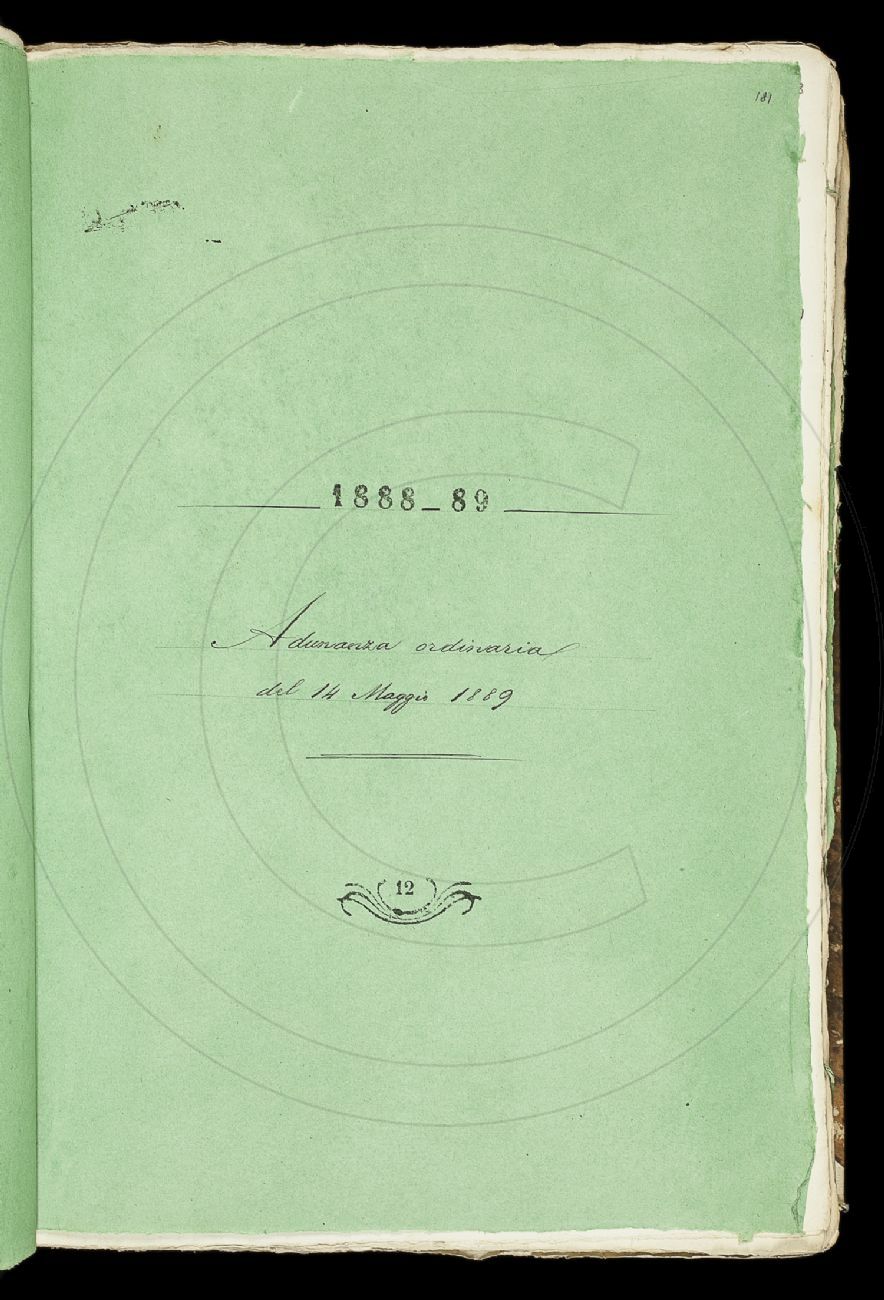 181
1888_89
Adunanza ordinaria
del 14 Maggio 1889
12